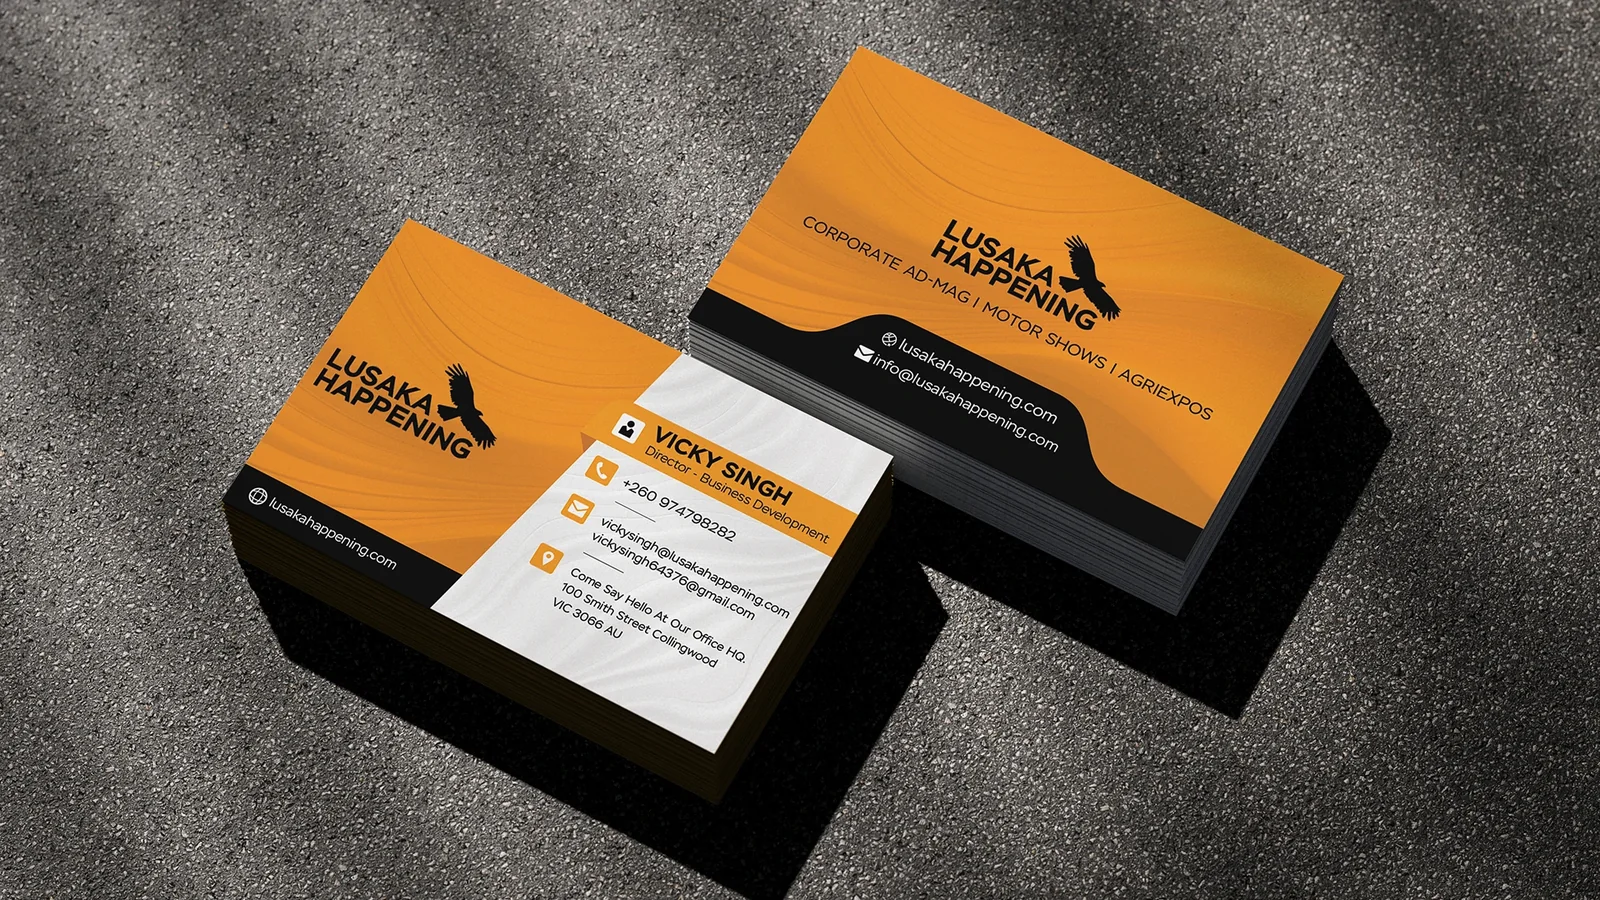 LUSAKA
HAPPENING
lusakahappening.com
VICKY SINGH
Director - Business Development
+260 974798282
vickysingh@lusakahappening.com
vickysingh64376@gmail.com
Come Say Hello At Our Office HQ.
100 Smith Street Collingwood
VIC 3066 AU
LUSAKA
HAPPENING
CORPORATE AD-MAG | MOTOR SHOWS | AGRIEXPOS
lusakahappening.com
info@lusakahappening.com